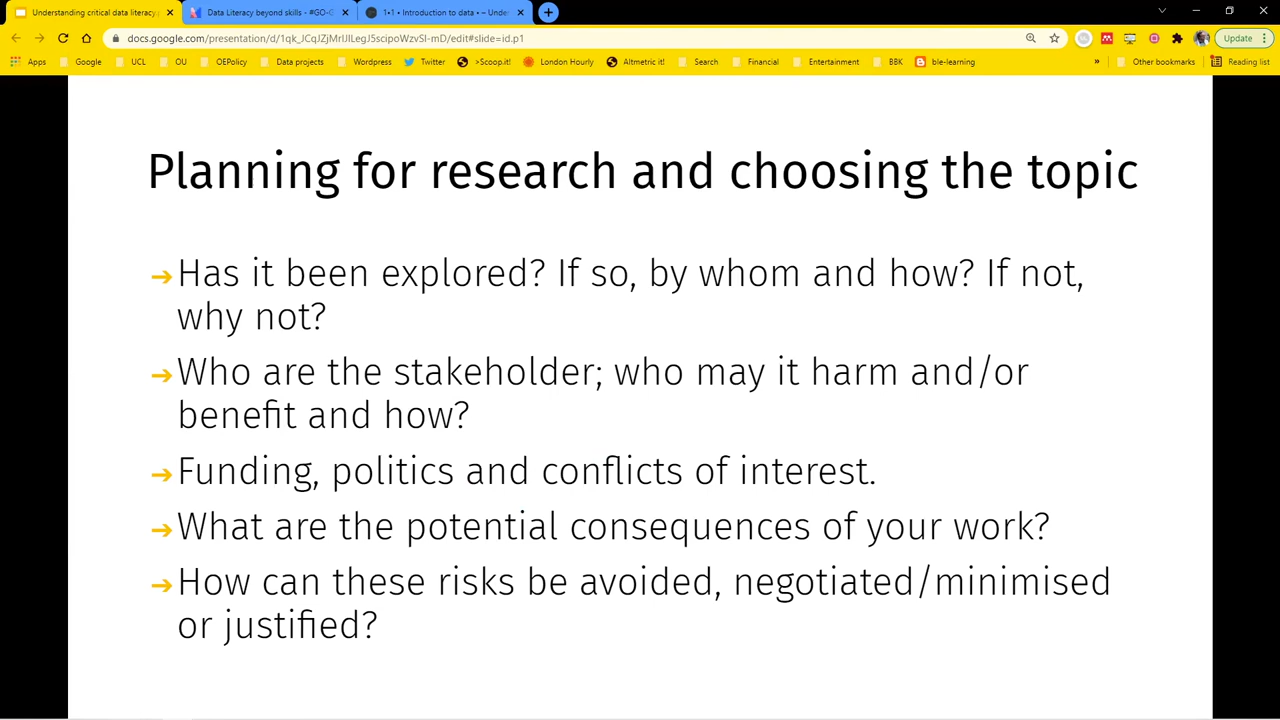 Understanding critical data literacy
Data Literacy beyond skills - #GO-G
1•1 • Introduction to data • – Unde
docs.google.com/presentation/d/1qk_JCqJZjMrIJILegJ5scipoWzvSI-mD/edit#slide=id.p1
Update
Apps
Google
UCL
OU
OEPolicy
Data projects
Wordpress
Twitter
>Scoop.it!
London Hourly
Altmetric it!
Search
Financial
Entertainment
BBK
ble-learning
»
Other bookmarks
Reading list
Planning for research and choosing the topic
➔Has it been explored? If so, by whom and how? If not,
why not?
➔Who are the stakeholder; who may it harm and/or
benefit and how?
➔Funding, politics and conflicts of interest.
➔What are the potential consequences of your work?
➔How can these risks be avoided, negotiated/minimised
or justified?